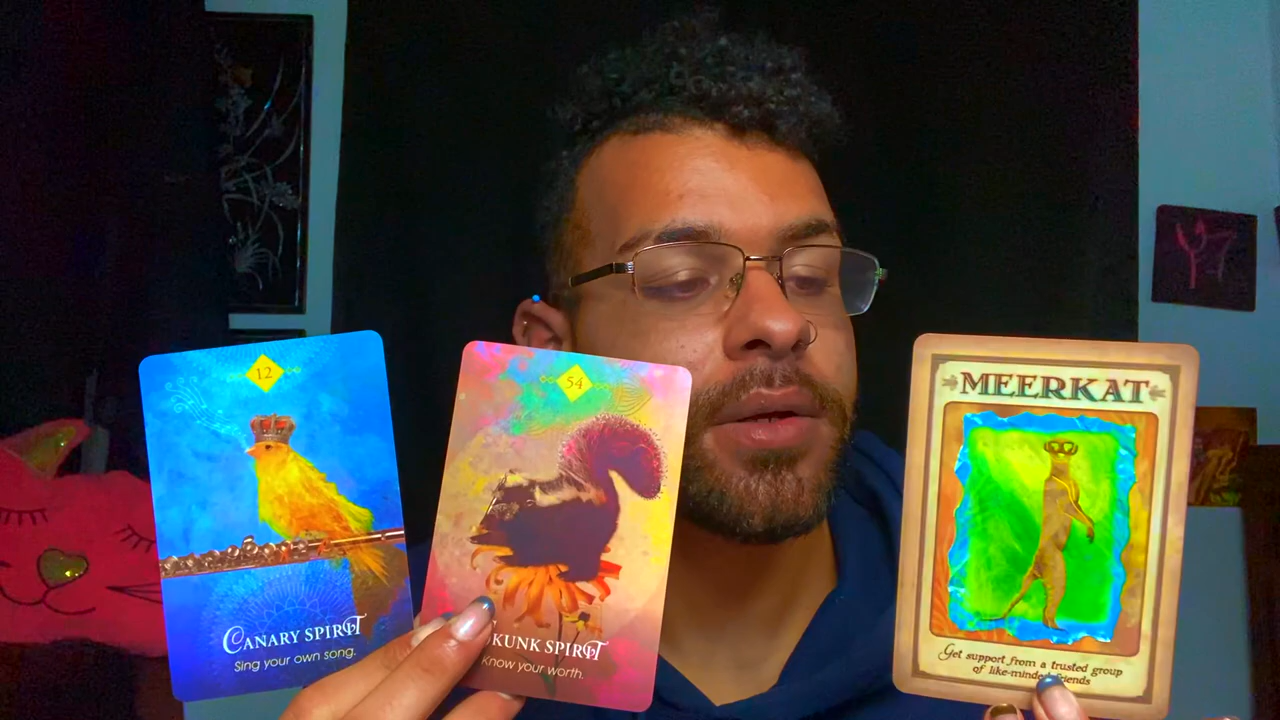 12
CANARY SPIRIT
Sing your own song.
54
SKUNK SPIRIT
Know your worth.
MEERKAT
Get support from a trusted group
of like-minded friends